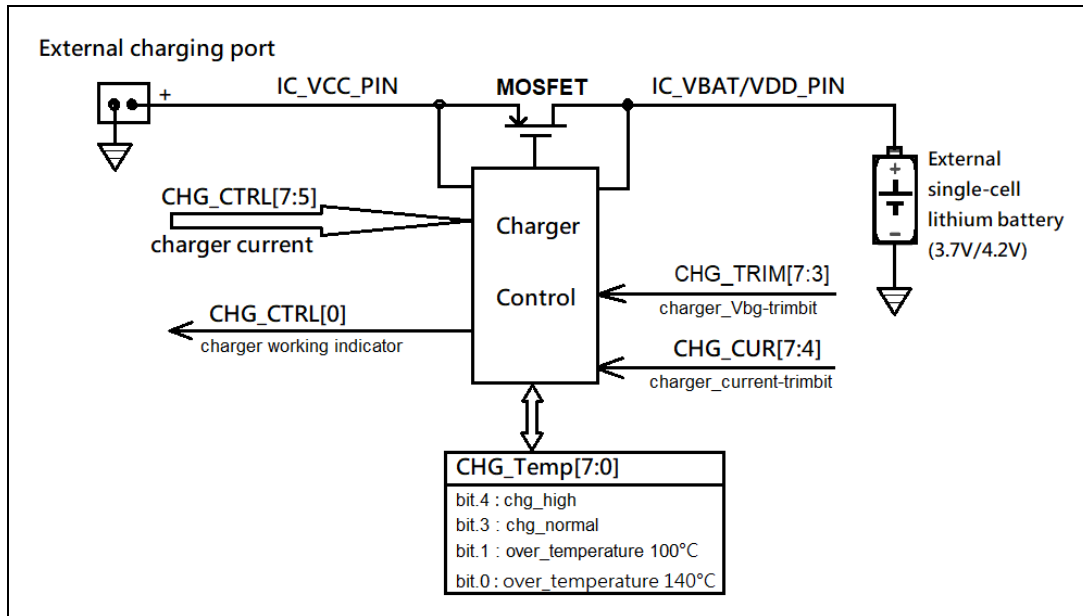 External charging port
+
IC_VCC_PIN
MOSFET
IC_VBAT/VDD_PIN
+
-
External
single-cell
lithium battery
(3.7V/4.2V)
CHG_CTRL[7:5]
charger current
Charger
Control
CHG_TRIM[7:3]
charger_Vbg-trimbit
CHG_CTRL[0]
charger working indicator
CHG_CUR[7:4]
charger_current-trimbit
CHG_Temp[7:0]
bit.4 : chg_high
bit.3 : chg_normal
bit.1 : over_temperature 100°C
bit.0 : over_temperature 140°C